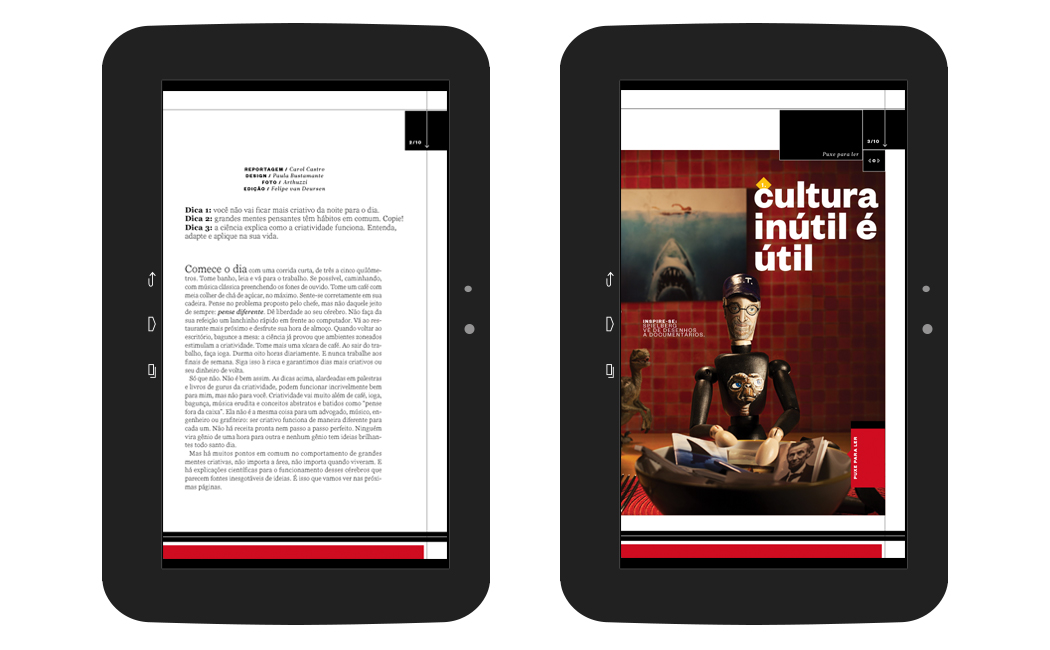 2/10
REPORTAGEM / Carol Castro
DESIGN / Paula Bustamante
FOTO / Arthuzzi
EDIÇÃO / Felipe van Deursen
Dica 1: você não vai ficar mais criativo da noite para o dia.
Dica 2: grandes mentes pensantes têm hábitos em comum. Copie!
Dica 3: a ciência explica como a criatividade funciona. Entenda,
adapte e aplique na sua vida.
Comece o dia com uma corrida curta, de três a cinco quilôme-
tros. Tome banho, leia e vá para o trabalho. Se possível, caminhando,
com música clássica preenchendo os fones de ouvido. Tome um café com
meia colher de chá de açúcar, no máximo. Sente-se corretamente em sua
cadeira. Pense no problema proposto pelo chefe, mas não daquele jeito
de sempre: pense diferente. Dê liberdade ao seu cérebro. Não faça da
sua refeição um lanchinho rápido em frente ao computador. Vá ao res-
taurante mais próximo e desfrute sua hora de almoço. Quando voltar ao
escritório, bagunce a mesa: a ciência já provou que ambientes zoneados
estimulam a criatividade. Tome mais uma xícara de café. Ao sair do tra-
balho, faça ioga. Durma oito horas diariamente. E nunca trabalhe aos
finais de semana. Siga isso à risca e garantimos dias mais criativos ou
seu dinheiro de volta.
Só que não. Não é bem assim. As dicas acima, alardeadas em palestras
e livros de gurus da criatividade, podem funcionar incrivelmente bem
para mim, mas não para você. Criatividade vai muito além de café, ioga,
bagunça, música erudita e conceitos abstratos e batidos como "pense
fora da caixa". Ela não é a mesma coisa para um advogado, músico, en-
genheiro ou grafiteiro: ser criativo funciona de maneira diferente para
cada um. Não há receita pronta nem passo a passo perfeito. Ninguém
vira gênio de uma hora para outra e nenhum gênio tem ideias brilhan-
tes todo santo dia.
Mas há muitos pontos em comum no comportamento de grandes
mentes criativas, não importa a área, não importa quando viveram. E
há explicações científicas para o funcionamento desses cérebros que
parecem fontes inesgotáveis de ideias. É isso que vamos ver nas próxi-
mas páginas.
3/10
Puxe para ler
1.
cultura
inútil é
útil
INSPIRE-SE:
SPIELBERG
VÊ DE DESENHOS
A DOCUMENTÁRIOS.
PUXE PARA LER